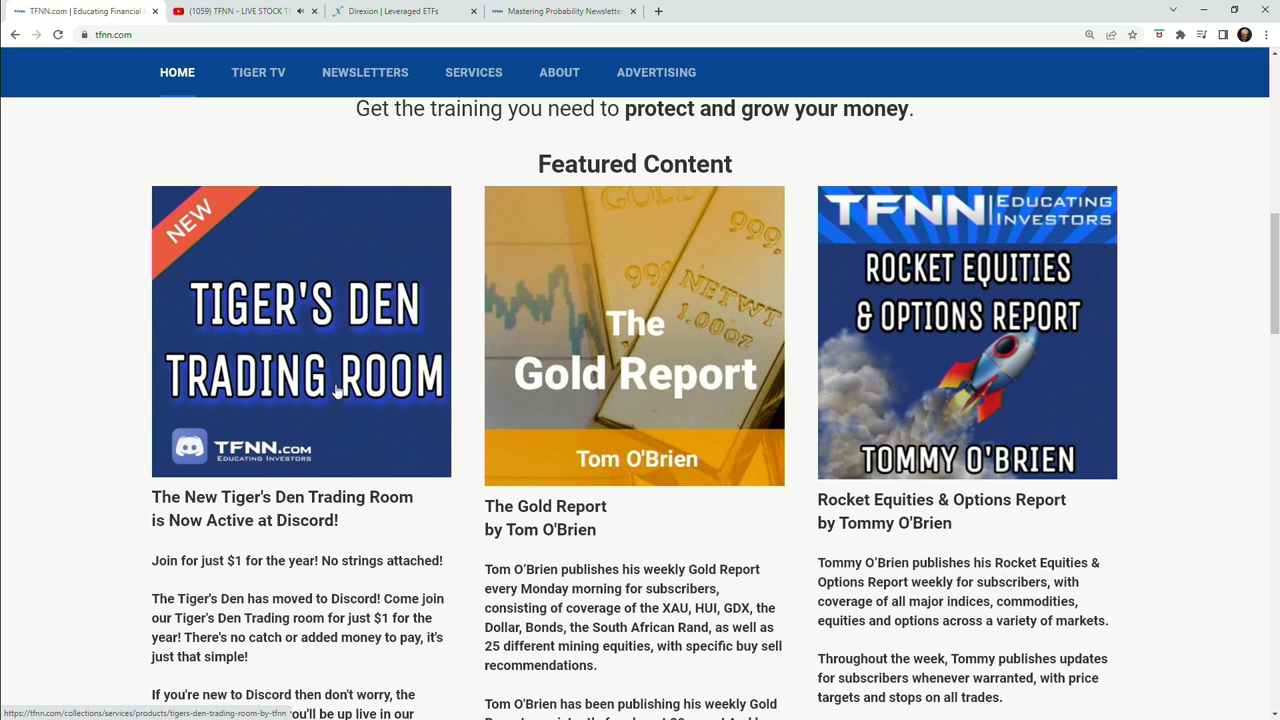 TFNN.com | Educating Financial
(1059) TFNN - LIVE STOCK T
Direxion | Leveraged ETFs
Mastering Probability Newsletter
tfnn.com
HOME
TIGER TV
NEWSLETTERS
SERVICES
ABOUT
ADVERTISING
Get the training you need to protect and grow your money.
Featured Content
NEW
TIGER'S DEN
TRADING ROOM
TFNN.COM
EDUCATING INVESTORS
The New Tiger's Den Trading Room
is Now Active at Discord!
Join for just $1 for the year! No strings attached!
The Tiger's Den has moved to Discord! Come join
our Tiger's Den Trading room for just $1 for the
year! There's no catch or added money to pay, it's
just that simple!
If you're new to Discord then don't worry, the
you'll be up live in our
GOLD
999,
999,
NETWT
1.00oz
The
Gold Report
Tom O'Brien
The Gold Report
by Tom O'Brien
Tom O'Brien publishes his weekly Gold Report
every Monday morning for subscribers,
consisting of coverage of the XAU, HUI, GDX, the
Dollar, Bonds, the South African Rand, as well as
25 different mining equities, with specific buy sell
recommendations.
Tom O'Brien has been publishing his weekly Gold
TFNN EDUCATING
INVESTORS
ROCKET EQUITIES
& OPTIONS REPORT
TOMMY O'BRIEN
Rocket Equities & Options Report
by Tommy O'Brien
Tommy O'Brien publishes his Rocket Equities &
Options Report weekly for subscribers, with
coverage of all major indices, commodities,
equities and options across a variety of markets.
Throughout the week, Tommy publishes updates
for subscribers whenever warranted, with price
targets and stops on all trades.
https://tfnn.com/collections/services/products/tigers-den-trading-room-by-tfnn